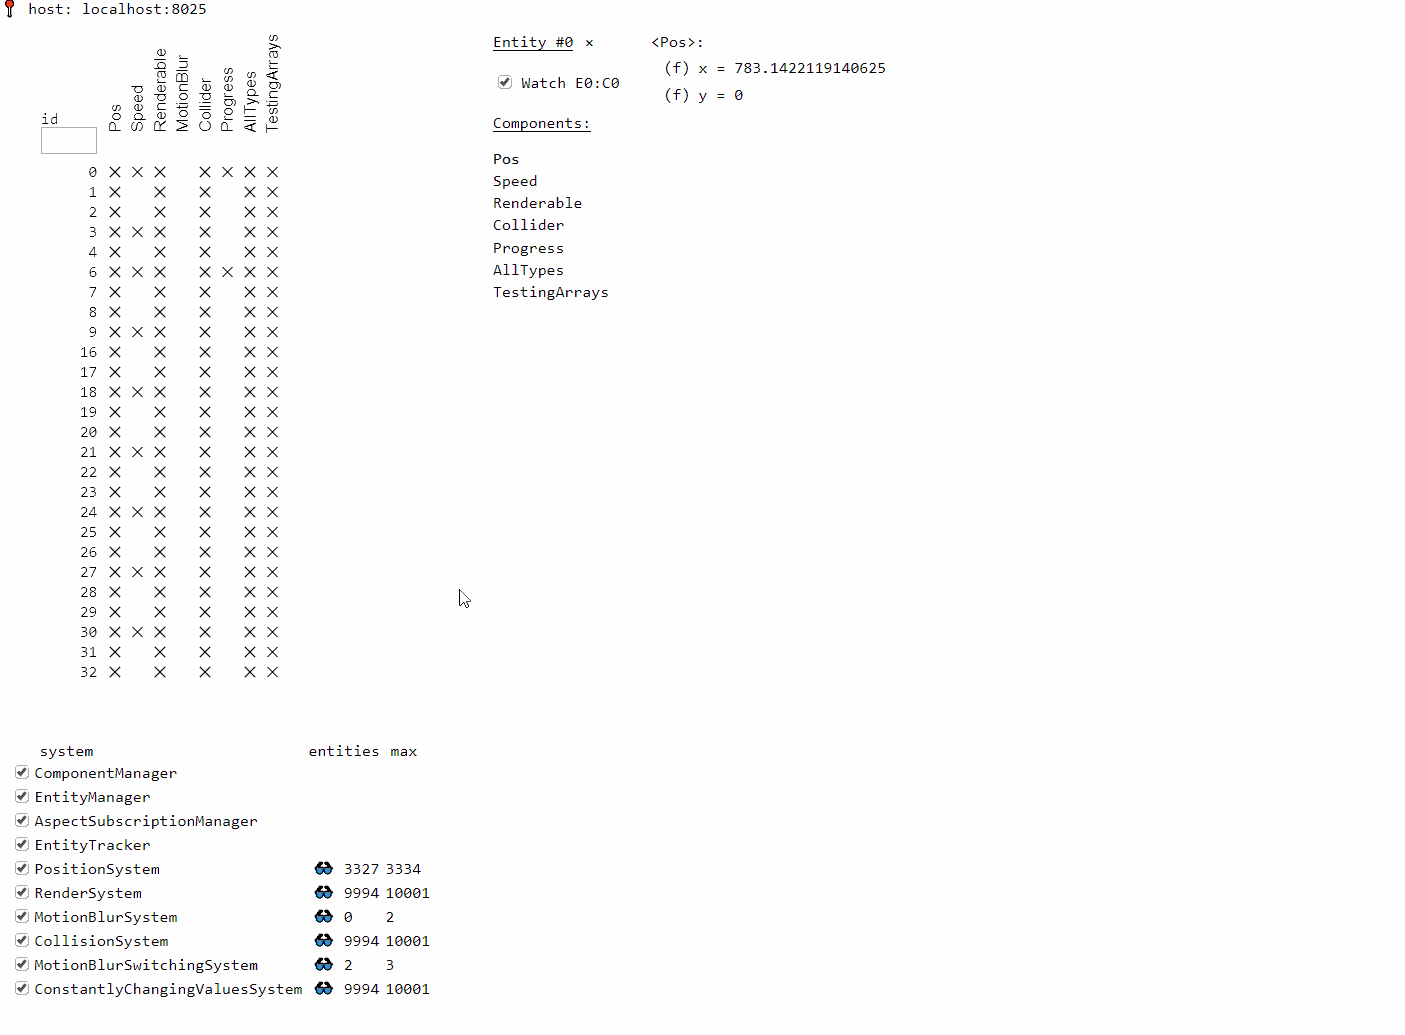 host: localhost:8025
id
Pos
Speed
Renderable
MotionBlur
Collider
Progress
AllTypes
TestingArrays
0 × × × × × × ×
1 × × × × ×
2 × × × × ×
3 × × × × × ×
4 × × × × ×
6 × × × × × × ×
7 × × × × ×
8 × × × × ×
9 × × × × × ×
16 × × × × ×
17 × × × × ×
18 × × × × × ×
19 × × × × ×
20 × × × × ×
21 × × × × × ×
22 × × × × ×
23 × × × × ×
24 × × × × × ×
25 × × × × ×
26 × × × × ×
27 × × × × × ×
28 × × × × ×
29 × × × × ×
30 × × × × × ×
31 × × × × ×
32 × × × × ×
Entity #0 ×
Watch E0:C0
Components:
Pos
Speed
Renderable
Collider
Progress
AllTypes
TestingArrays
<Pos>:
(f) x = 783.1422119140625
(f) y = 0
system entities max
ComponentManager
EntityManager
AspectSubscriptionManager
EntityTracker
PositionSystem 3327 3334
RenderSystem 9994 10001
MotionBlurSystem 0 2
CollisionSystem 9994 10001
MotionBlurSwitchingSystem 2 3
ConstantlyChangingValuesSystem 9994 10001